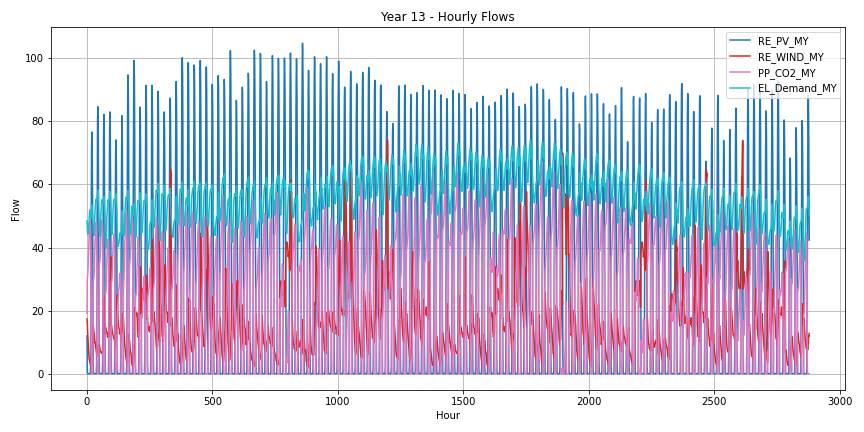 Year 13 - Hourly Flows
RE_PV_MY
RE_WIND_MY
PP_CO2_MY
EL_Demand_MY
Flow
100
80
60
40
20
0
0
500
1000
1500
2000
2500
3000
Hour